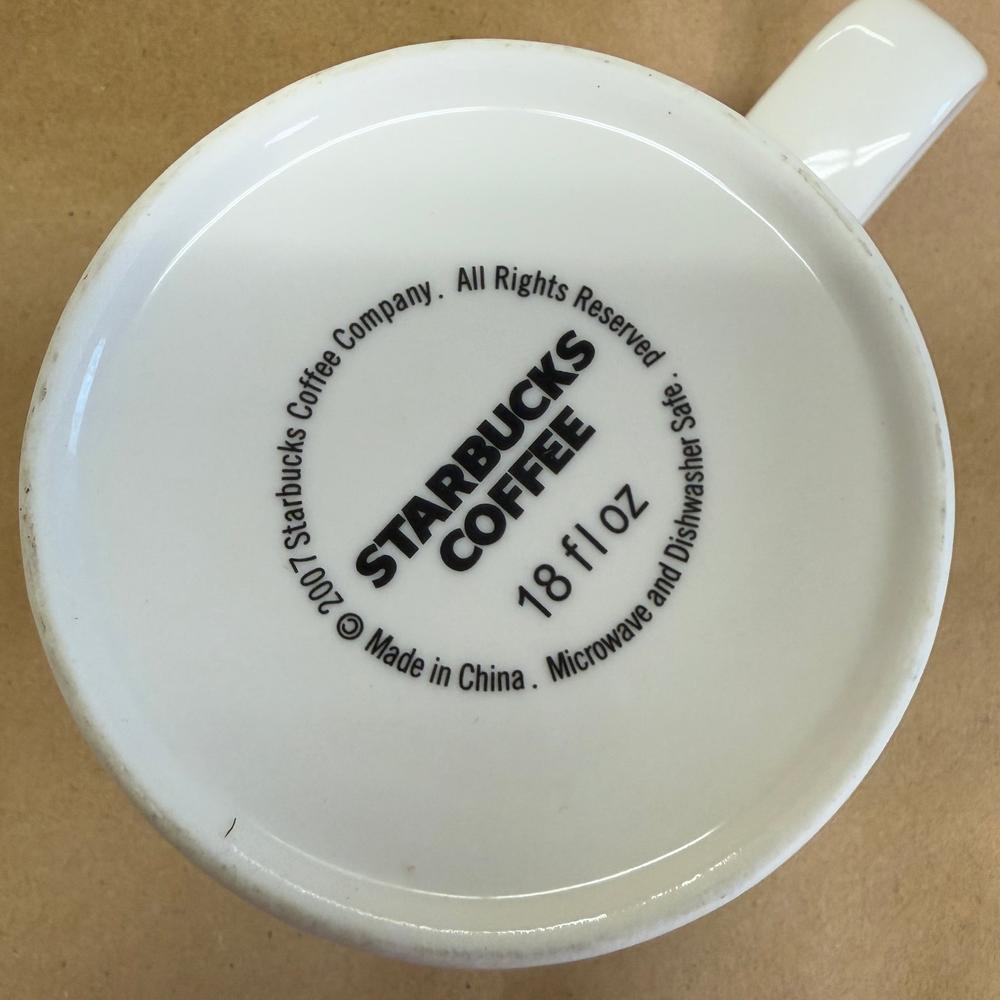 STARBUCKS
COFFEE
18 fl oz
© 2007 Starbucks Coffee Company. All Rights Reserved.
Made in China. Microwave and Dishwasher Safe.